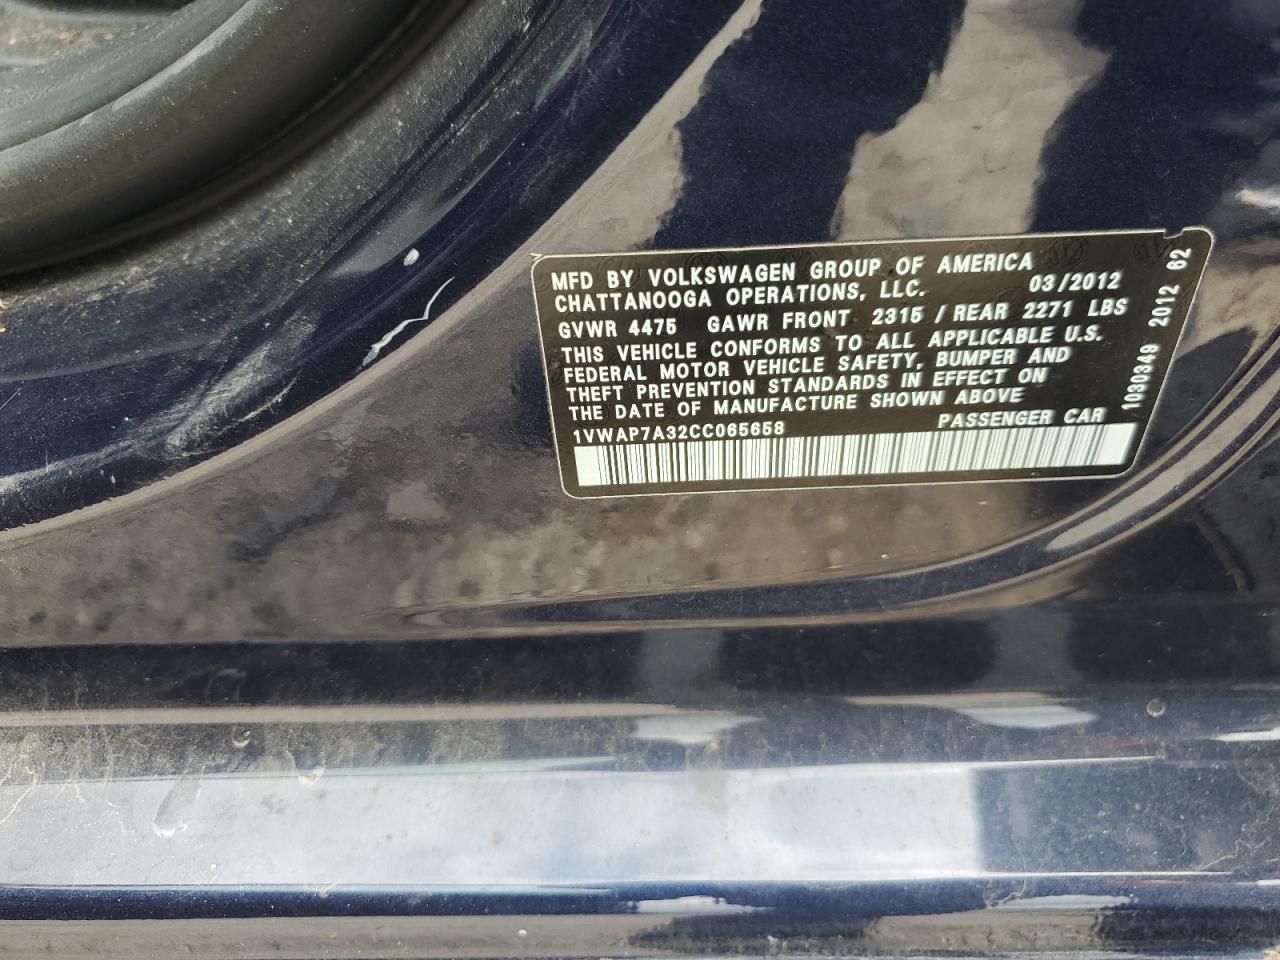 MFD BY VOLKSWAGEN GROUP OF AMERICA
CHATTANOOGA OPERATIONS, LLC. 03/2012
GVWR 4475 GAWR FRONT 2315 / REAR 2271 LBS
THIS VEHICLE CONFORMS TO ALL APPLICABLE U.S.
FEDERAL MOTOR VEHICLE SAFETY, BUMPER AND
THEFT PREVENTION STANDARDS IN EFFECT ON
THE DATE OF MANUFACTURE SHOWN ABOVE
1VWAP7A32CC065658 PASSENGER CAR
1030349 2012 62